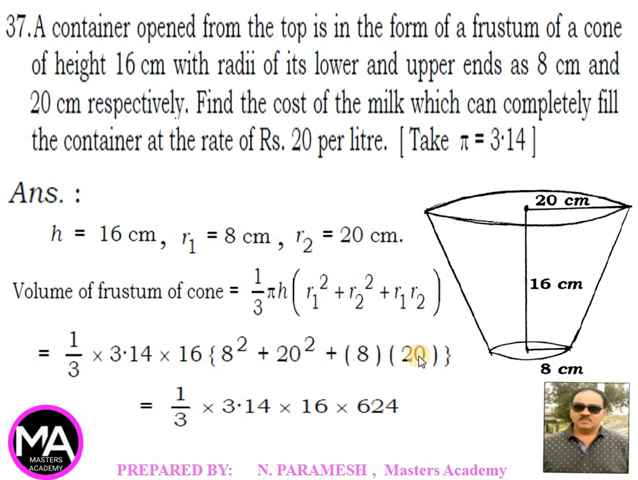 37.A container opened from the top is in the form of a frustum of a cone
of height 16 cm with radii of its lower and upper ends as 8 cm and
20 cm respectively. Find the cost of the milk which can completely fill
the container at the rate of Rs. 20 per litre. [ Take π = 3·14 ]
Ans. :
h = 16 cm, r₁ = 8 cm, r₂ = 20 cm.
Volume of frustum of cone = 1/3 πh( r₁² + r₂² + r₁ r₂ )
= 1/3 × 3·14 × 16 { 8² + 20² + ( 8 ) ( 20 ) }
= 1/3 × 3·14 × 16 × 624
20 cm
16 cm
8 cm
MA
MASTERS
ACADEMY
PREPARED BY: N. PARAMESH , Masters Academy